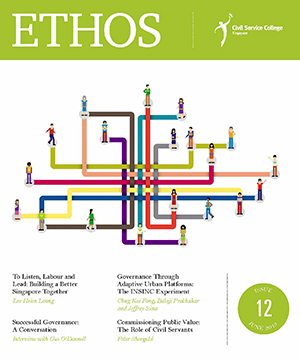 ETHOS
Civil Service College
Singapore
To Listen, Labour and
Lead: Building a Better
Singapore Together
Lee Hsien Loong
Governance Through
Adaptive Urban Platforms:
The INSINC Experiment
Chng Kai Fong, Balaji Prabhakar
and Jeffrey Siow
Successful Governance:
A Conversation
Interview with Gus O'Donnell
Commissioning Public Value:
The Role of Civil Servants
Peter Shergold
ISSUE
12
JUNE 2013